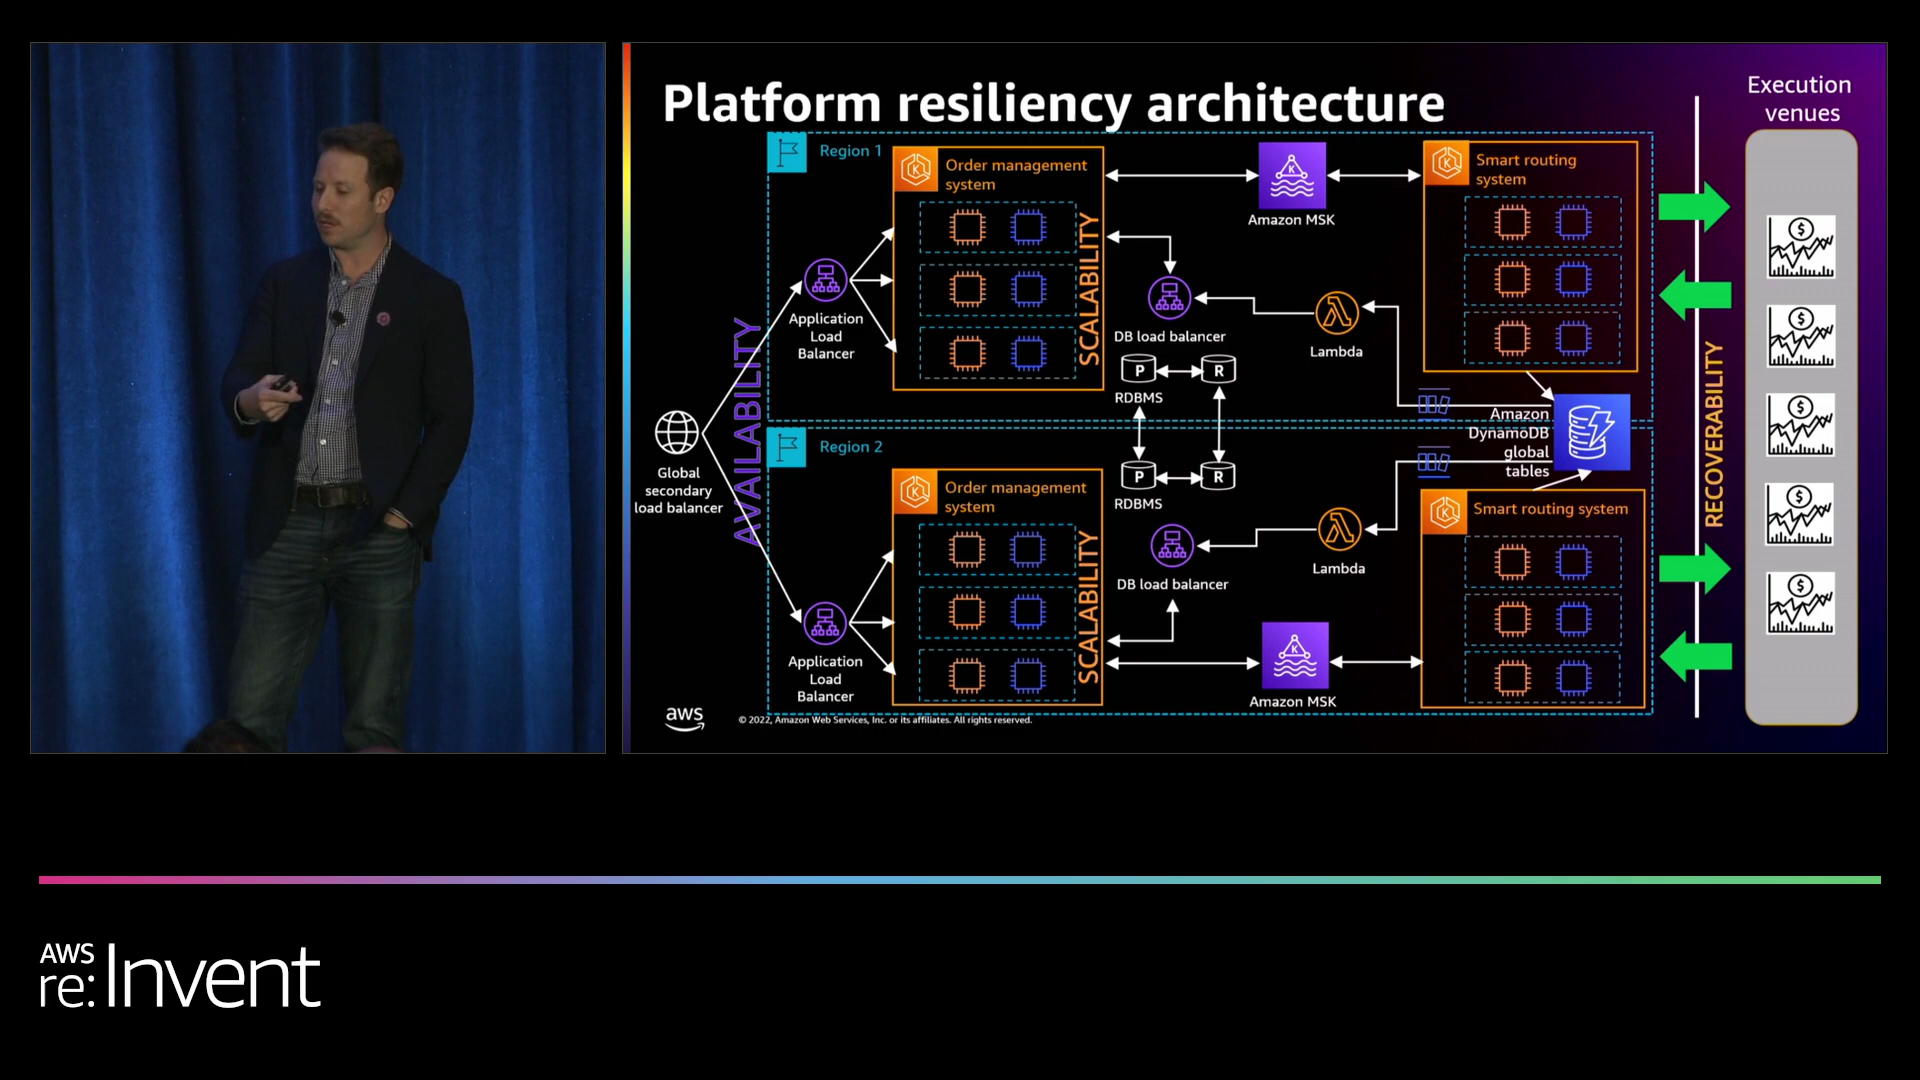 Platform resiliency architecture
Execution
venues
Region 1
Order management
system
Amazon MSK
Smart routing
system
SCALABILITY
Application
Load
Balancer
DB load balancer
Lambda
P
R
RDBMS
AVAILABILITY
Global
secondary
load balancer
Amazon
DynamoDB
global
tables
RECOVERABILITY
Region 2
Order management
system
P
R
RDBMS
Smart routing system
SCALABILITY
DB load balancer
Lambda
Application
Load
Balancer
Amazon MSK
aws
© 2022, Amazon Web Services, Inc. or its affiliates. All rights reserved.
AWS
re:Invent